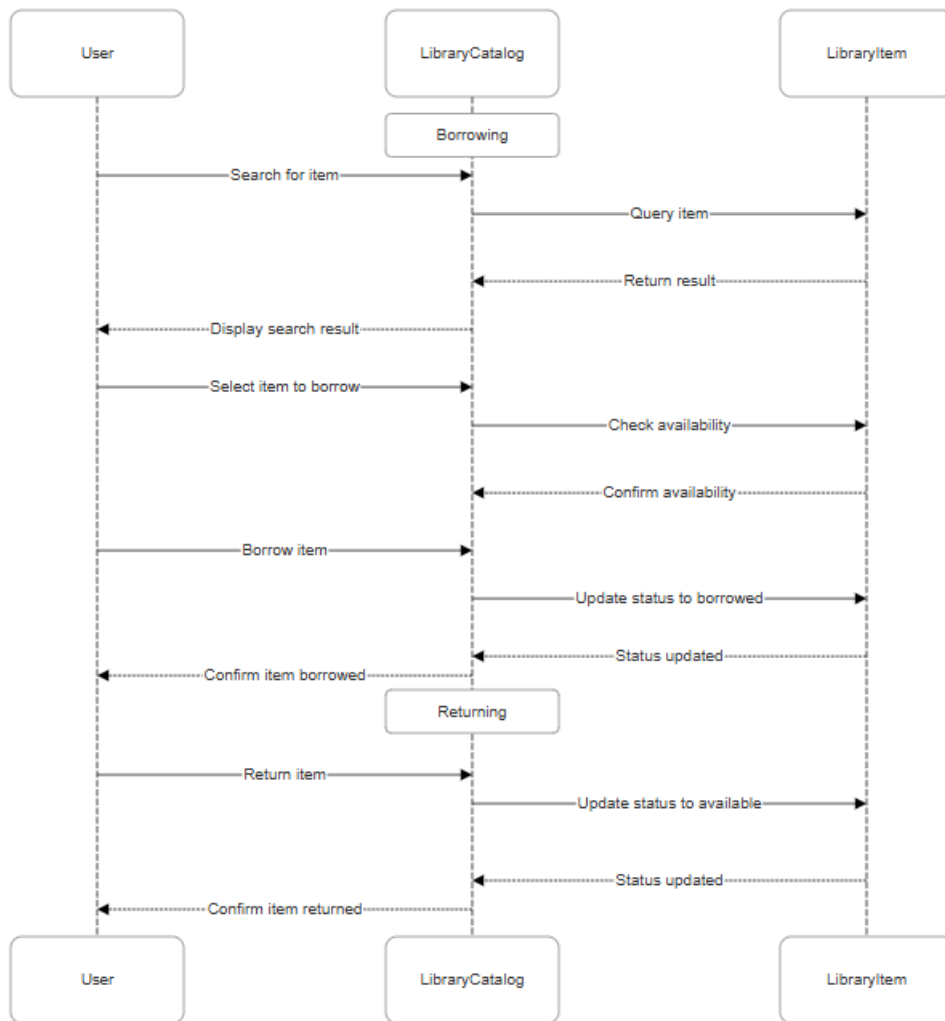 User
LibraryCatalog
LibraryItem
Borrowing
Search for item
Query item
Return result
Display search result
Select item to borrow
Check availability
Confirm availability
Borrow item
Update status to borrowed
Status updated
Confirm item borrowed
Returning
Return item
Update status to available
Status updated
Confirm item returned
User
LibraryCatalog
LibraryItem